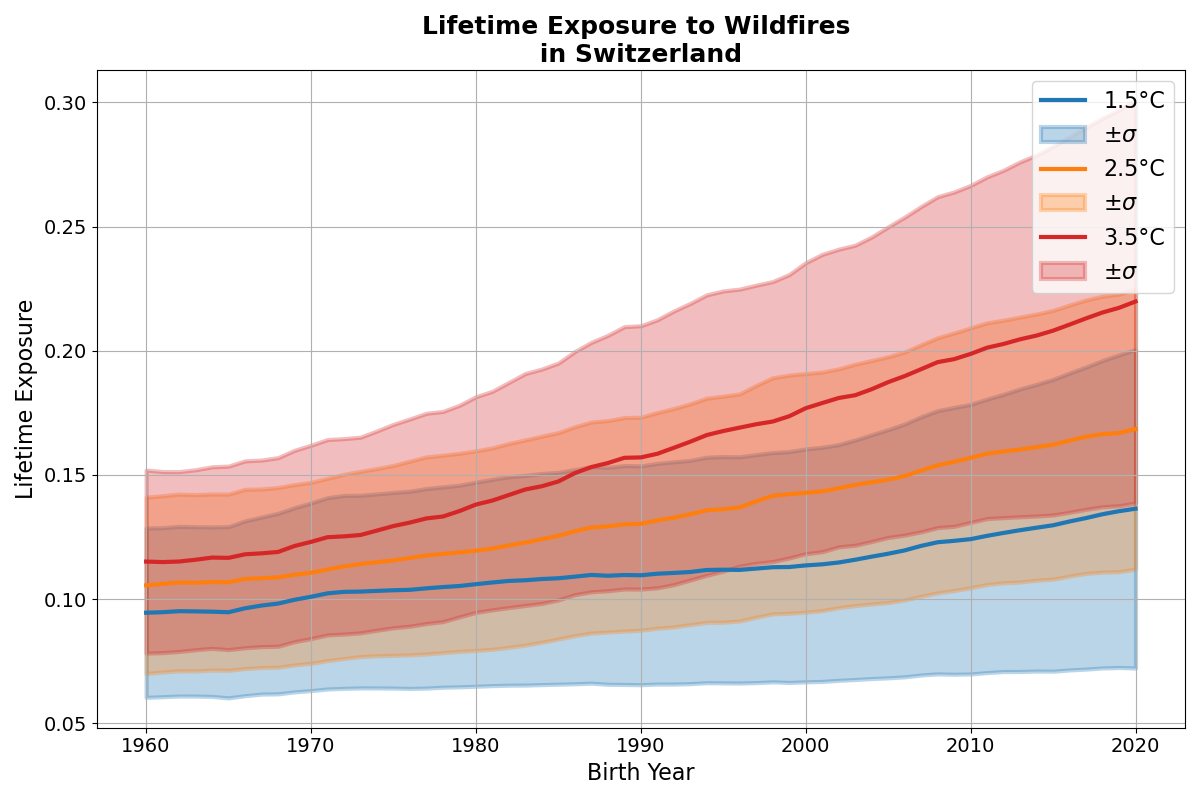 Lifetime Exposure to Wildfires
in Switzerland
Lifetime Exposure
0.30
0.25
0.20
0.15
0.10
0.05
1960
1970
1980
1990
2000
2010
2020
Birth Year
1.5°C
±σ
2.5°C
±σ
3.5°C
±σ